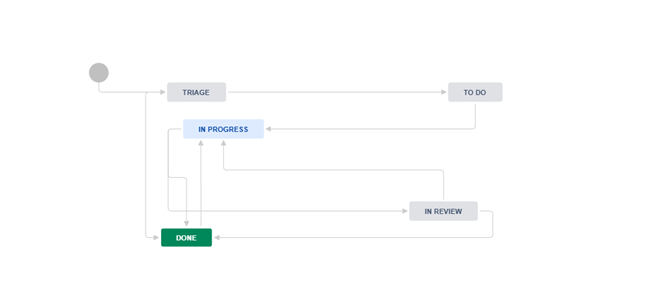 TRIAGE
TO DO
IN PROGRESS
IN REVIEW
DONE